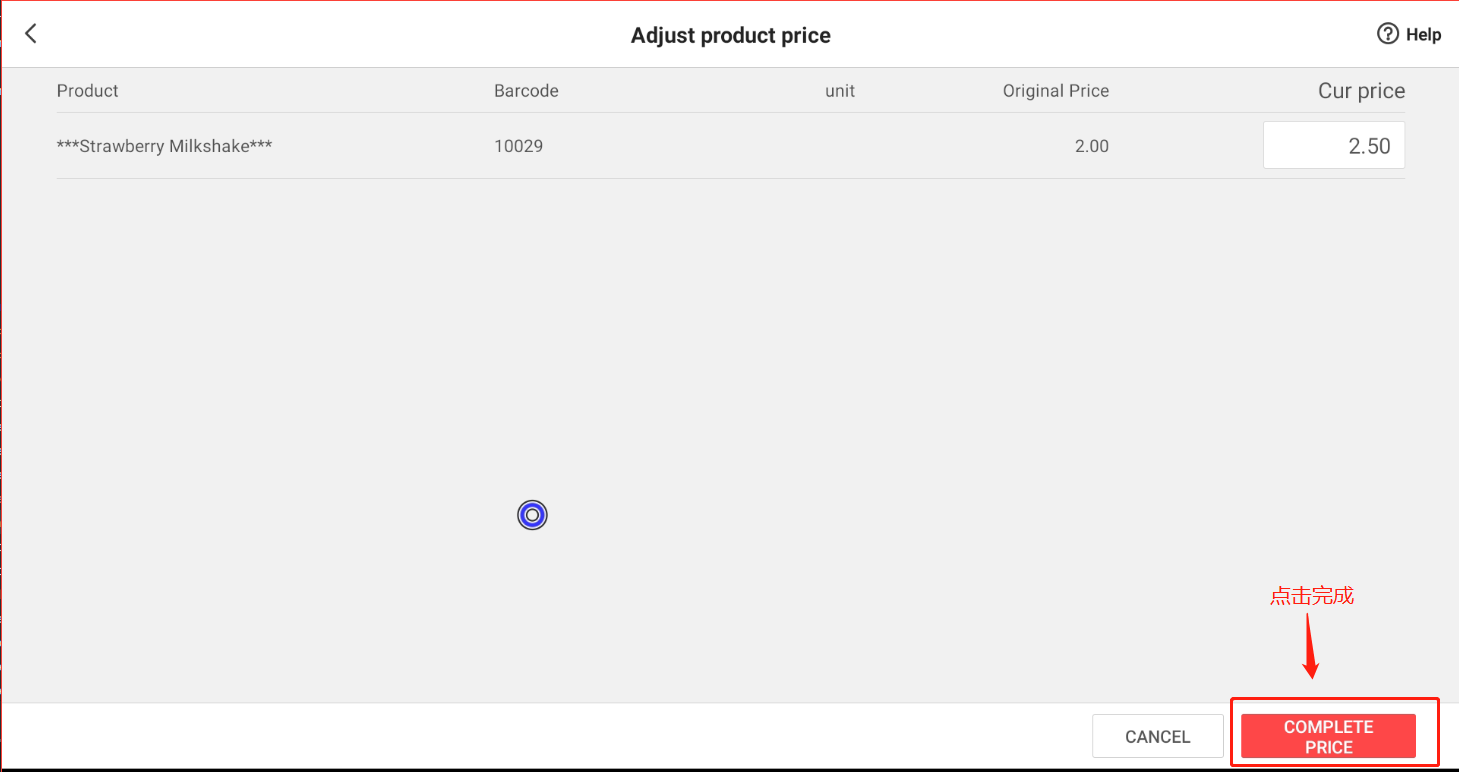 Adjust product price
Help
Product Barcode unit Original Price Cur price
***Strawberry Milkshake*** 10029 2.00 2.50
点击完成
CANCEL
COMPLETE
PRICE